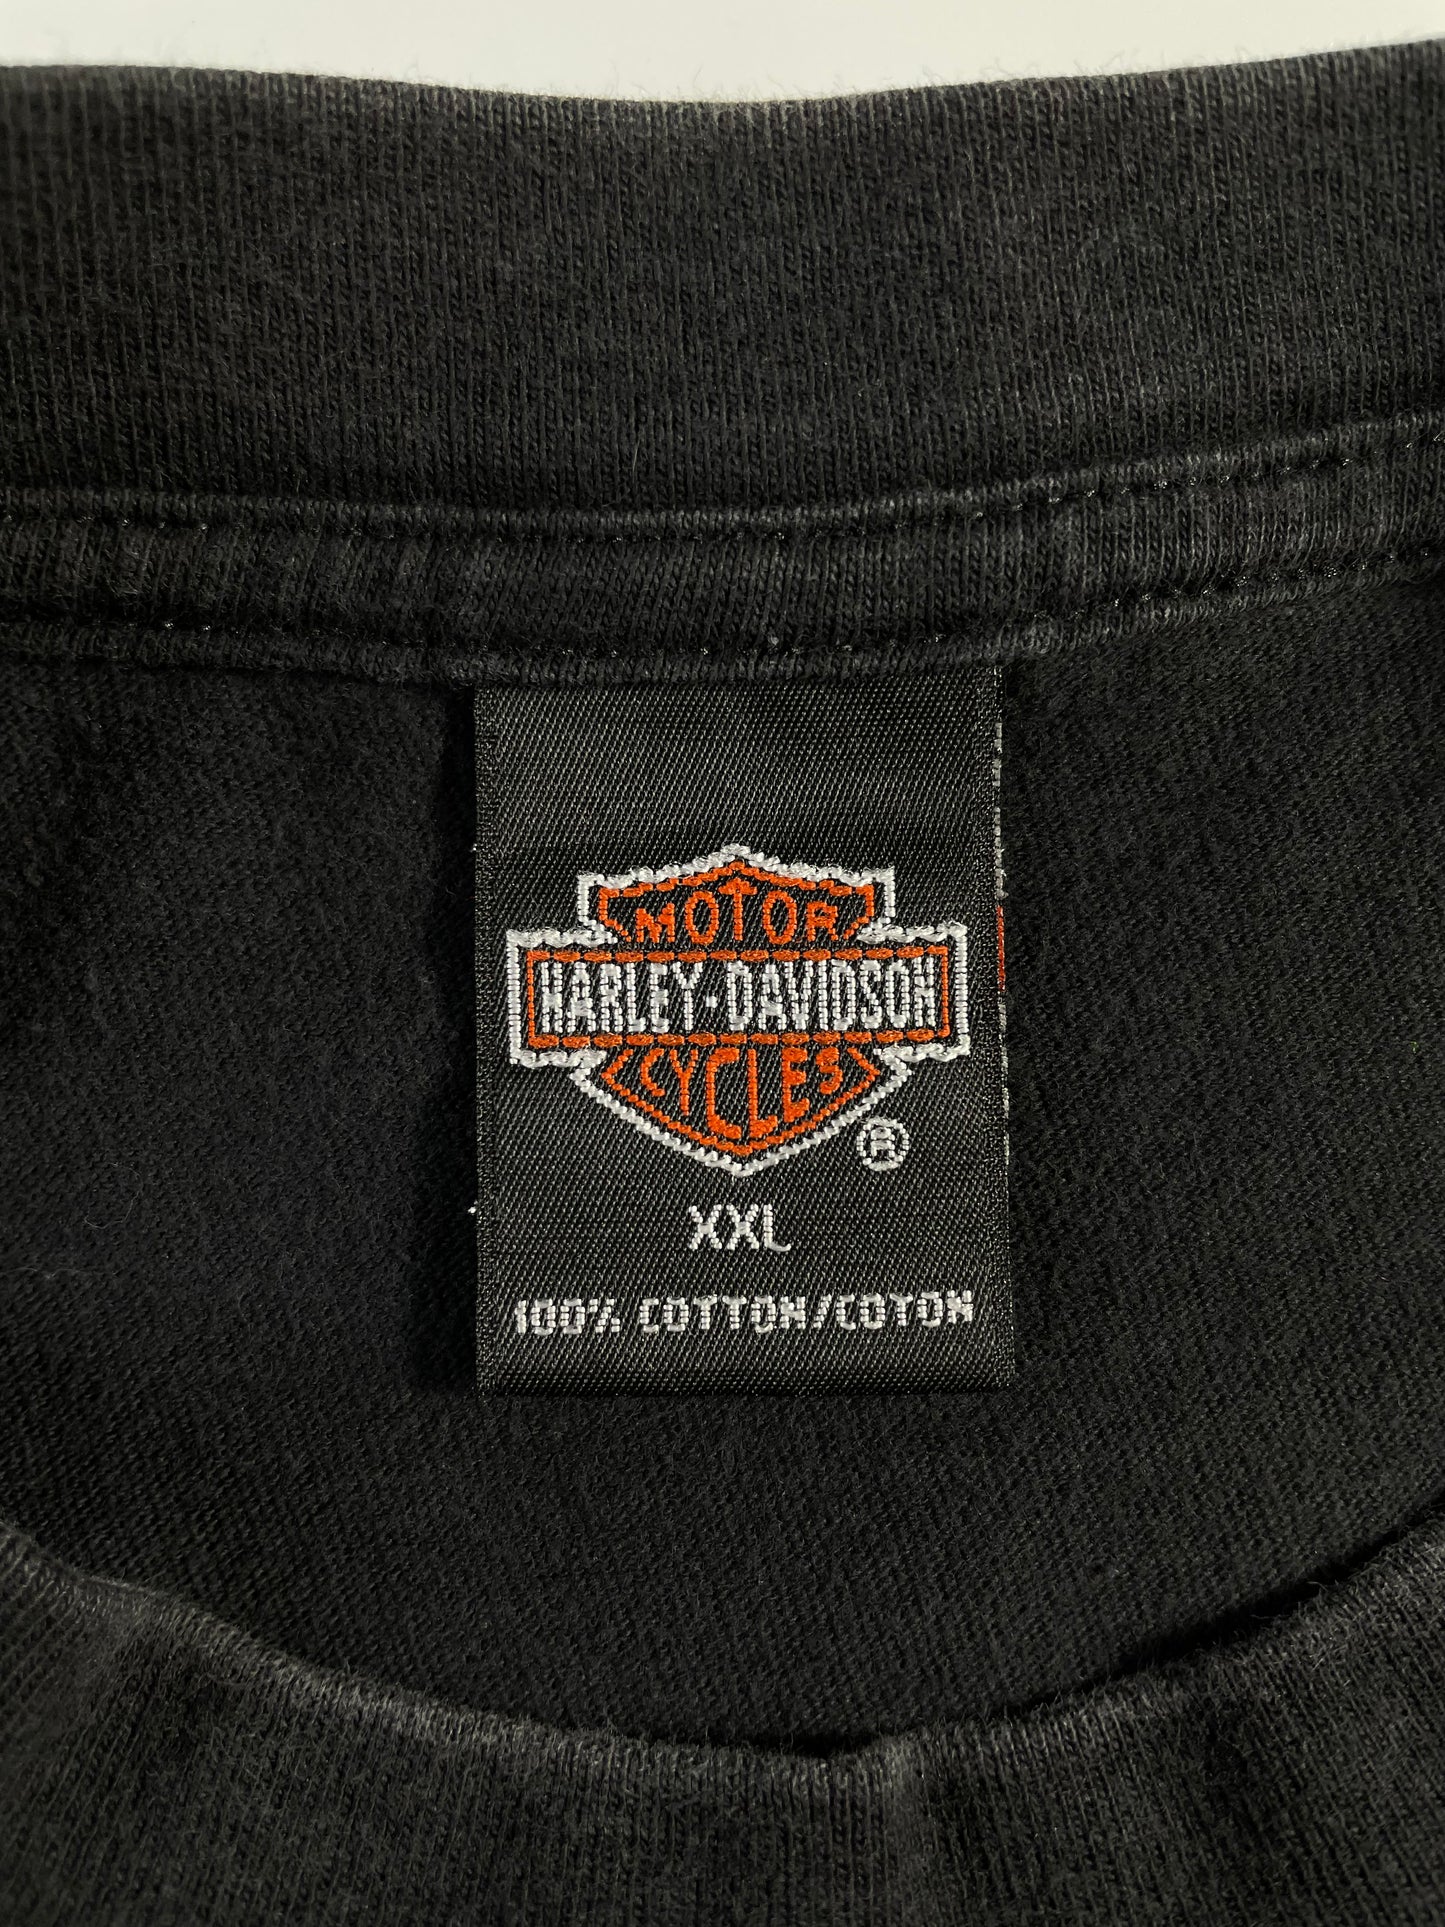 MOTOR
HARLEY-DAVIDSON
CYCLES
®
XXL
100% COTTON/COTON